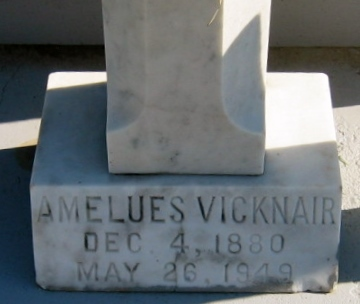 AMELUES VICKNAIR
DEC 4, 1880
MAY 26, 1949